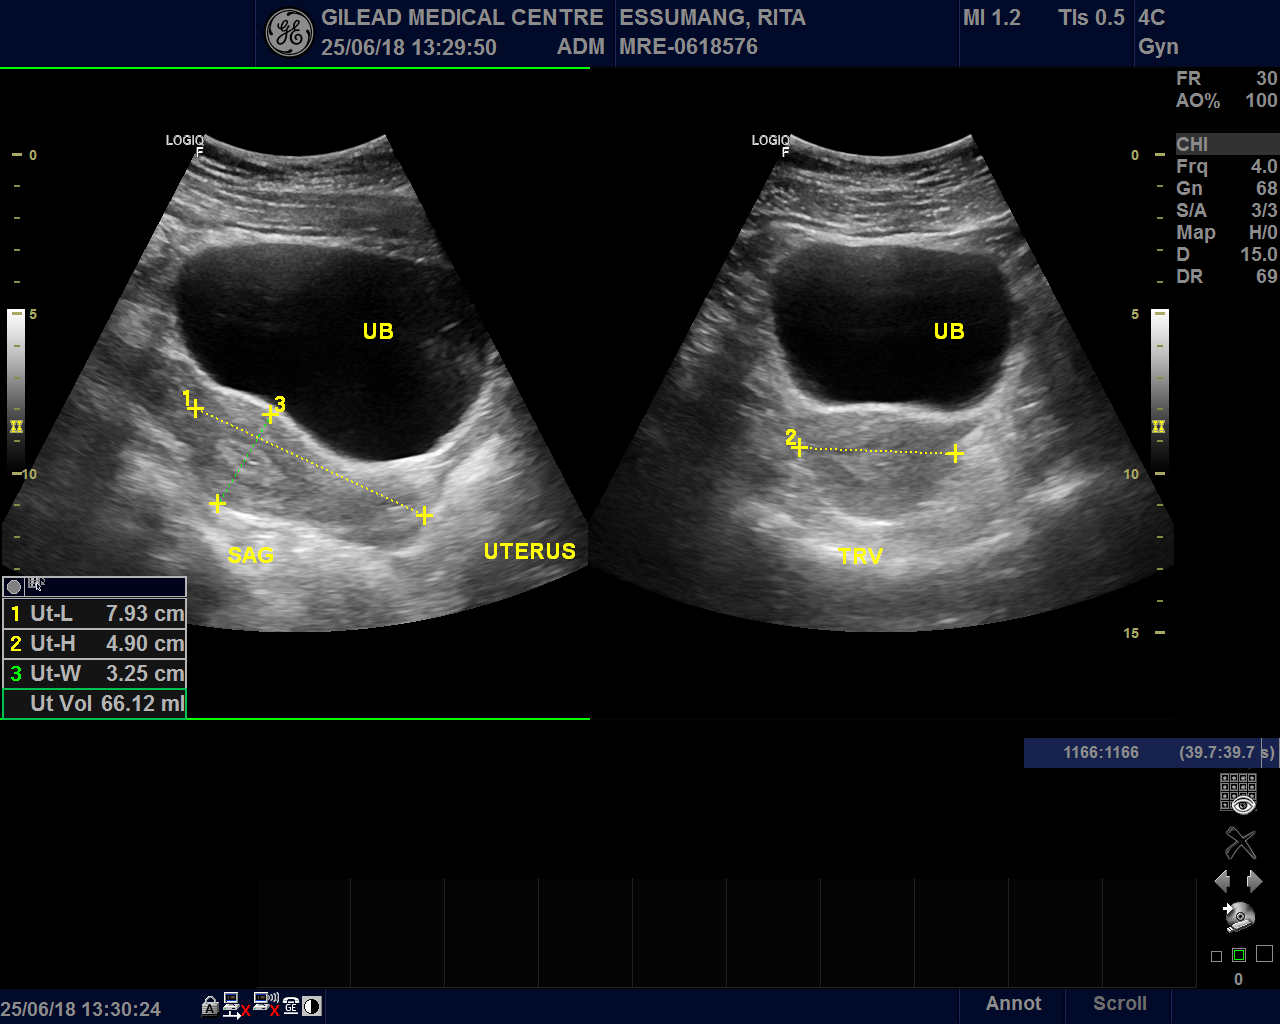 GILEAD MEDICAL CENTRE
25/06/18 13:29:50 ADM
ESSUMANG, RITA
MRE-0618576
MI 1.2 TIs 0.5
4C
Gyn
FR 30
AO% 100
CHI
Frq 4.0
Gn 68
S/A 3/3
Map H/0
D 15.0
DR 69
LOGIQ
F
0
5
10
UB
1
3
SAG
UTERUS
LOGIQ
F
0
5
10
15
UB
2
TRV
1 Ut-L 7.93 cm
2 Ut-H 4.90 cm
3 Ut-W 3.25 cm
Ut Vol 66.12 ml
1166:1166 (39.7:39.7 s)
0
25/06/18 13:30:24
Annot
Scroll